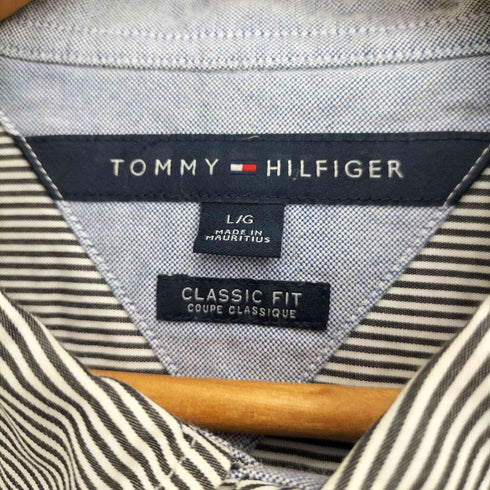 TOMMY HILFIGER
L/G
MADE IN
MAURITIUS
CLASSIC FIT
COUPE CLASSIQUE